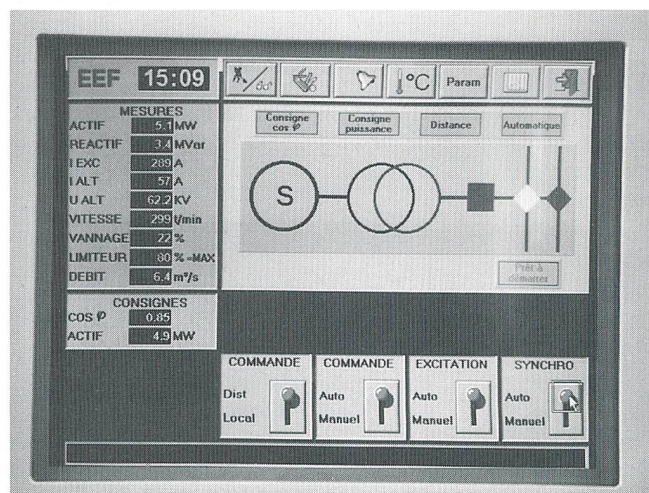 EEF 15:09
°C
Param
MESURES
ACTIF 5.1 MW
REACTIF 3.4 MVar
I EXC 289 A
I ALT 57 A
U ALT 62.2 KV
VITESSE 299 t/min
VANNAGE 22 %
LIMITEUR 80 % =MAX
DEBIT 6.4 m³/s
CONSIGNES
COS φ 0.85
ACTIF 4.9 MW
Consigne
cos φ
Consigne
puissance
Distance
Automatique
S
Prêt à
démarrer
COMMANDE
Dist
Local
COMMANDE
Auto
Manuel
EXCITATION
Auto
Manuel
SYNCHRO
Auto
Manuel